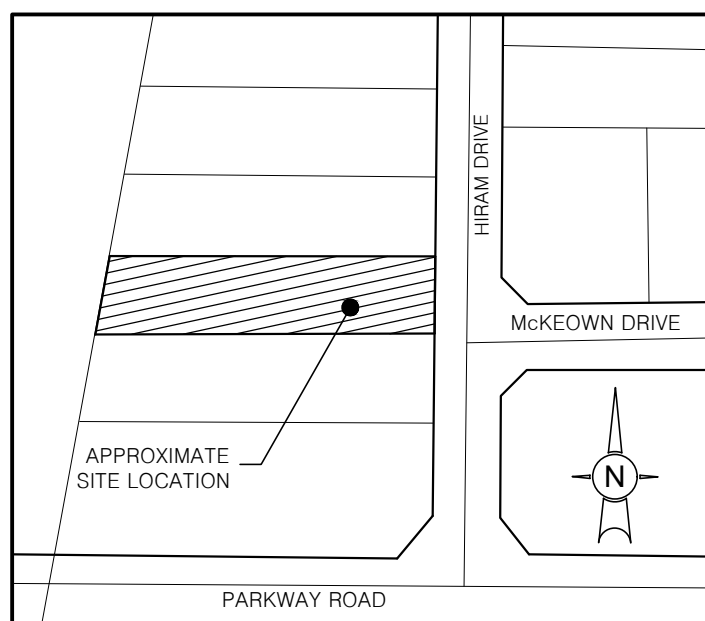 HIRAM DRIVE
McKEOWN DRIVE
APPROXIMATE
SITE LOCATION
N
PARKWAY ROAD